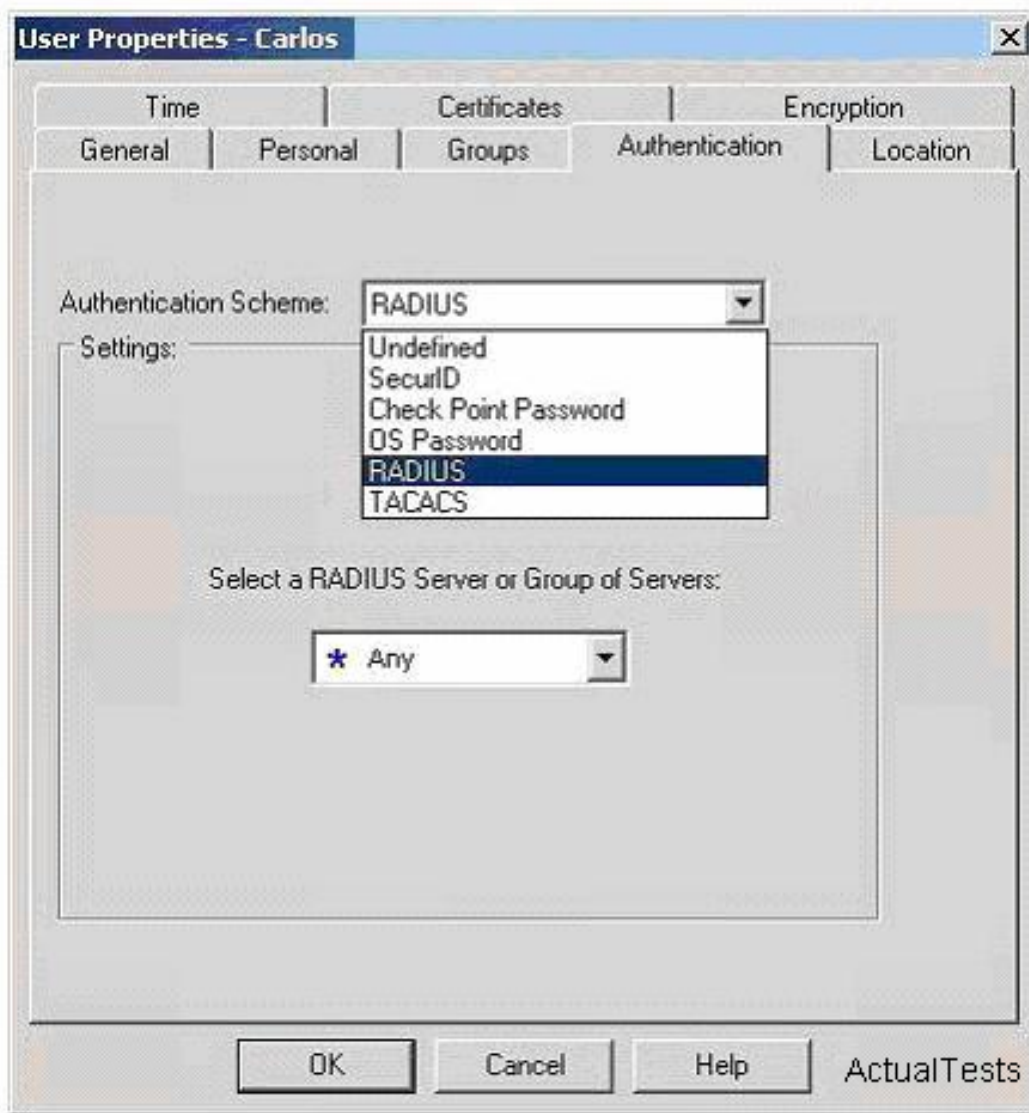 User Properties - Carlos
Time
Certificates
Encryption
General
Personal
Groups
Authentication
Location
Authentication Scheme: RADIUS
Settings:
Undefined
SecurID
Check Point Password
OS Password
RADIUS
TACACS
Select a RADIUS Server or Group of Servers:
* Any
OK
Cancel
Help
ActualTests